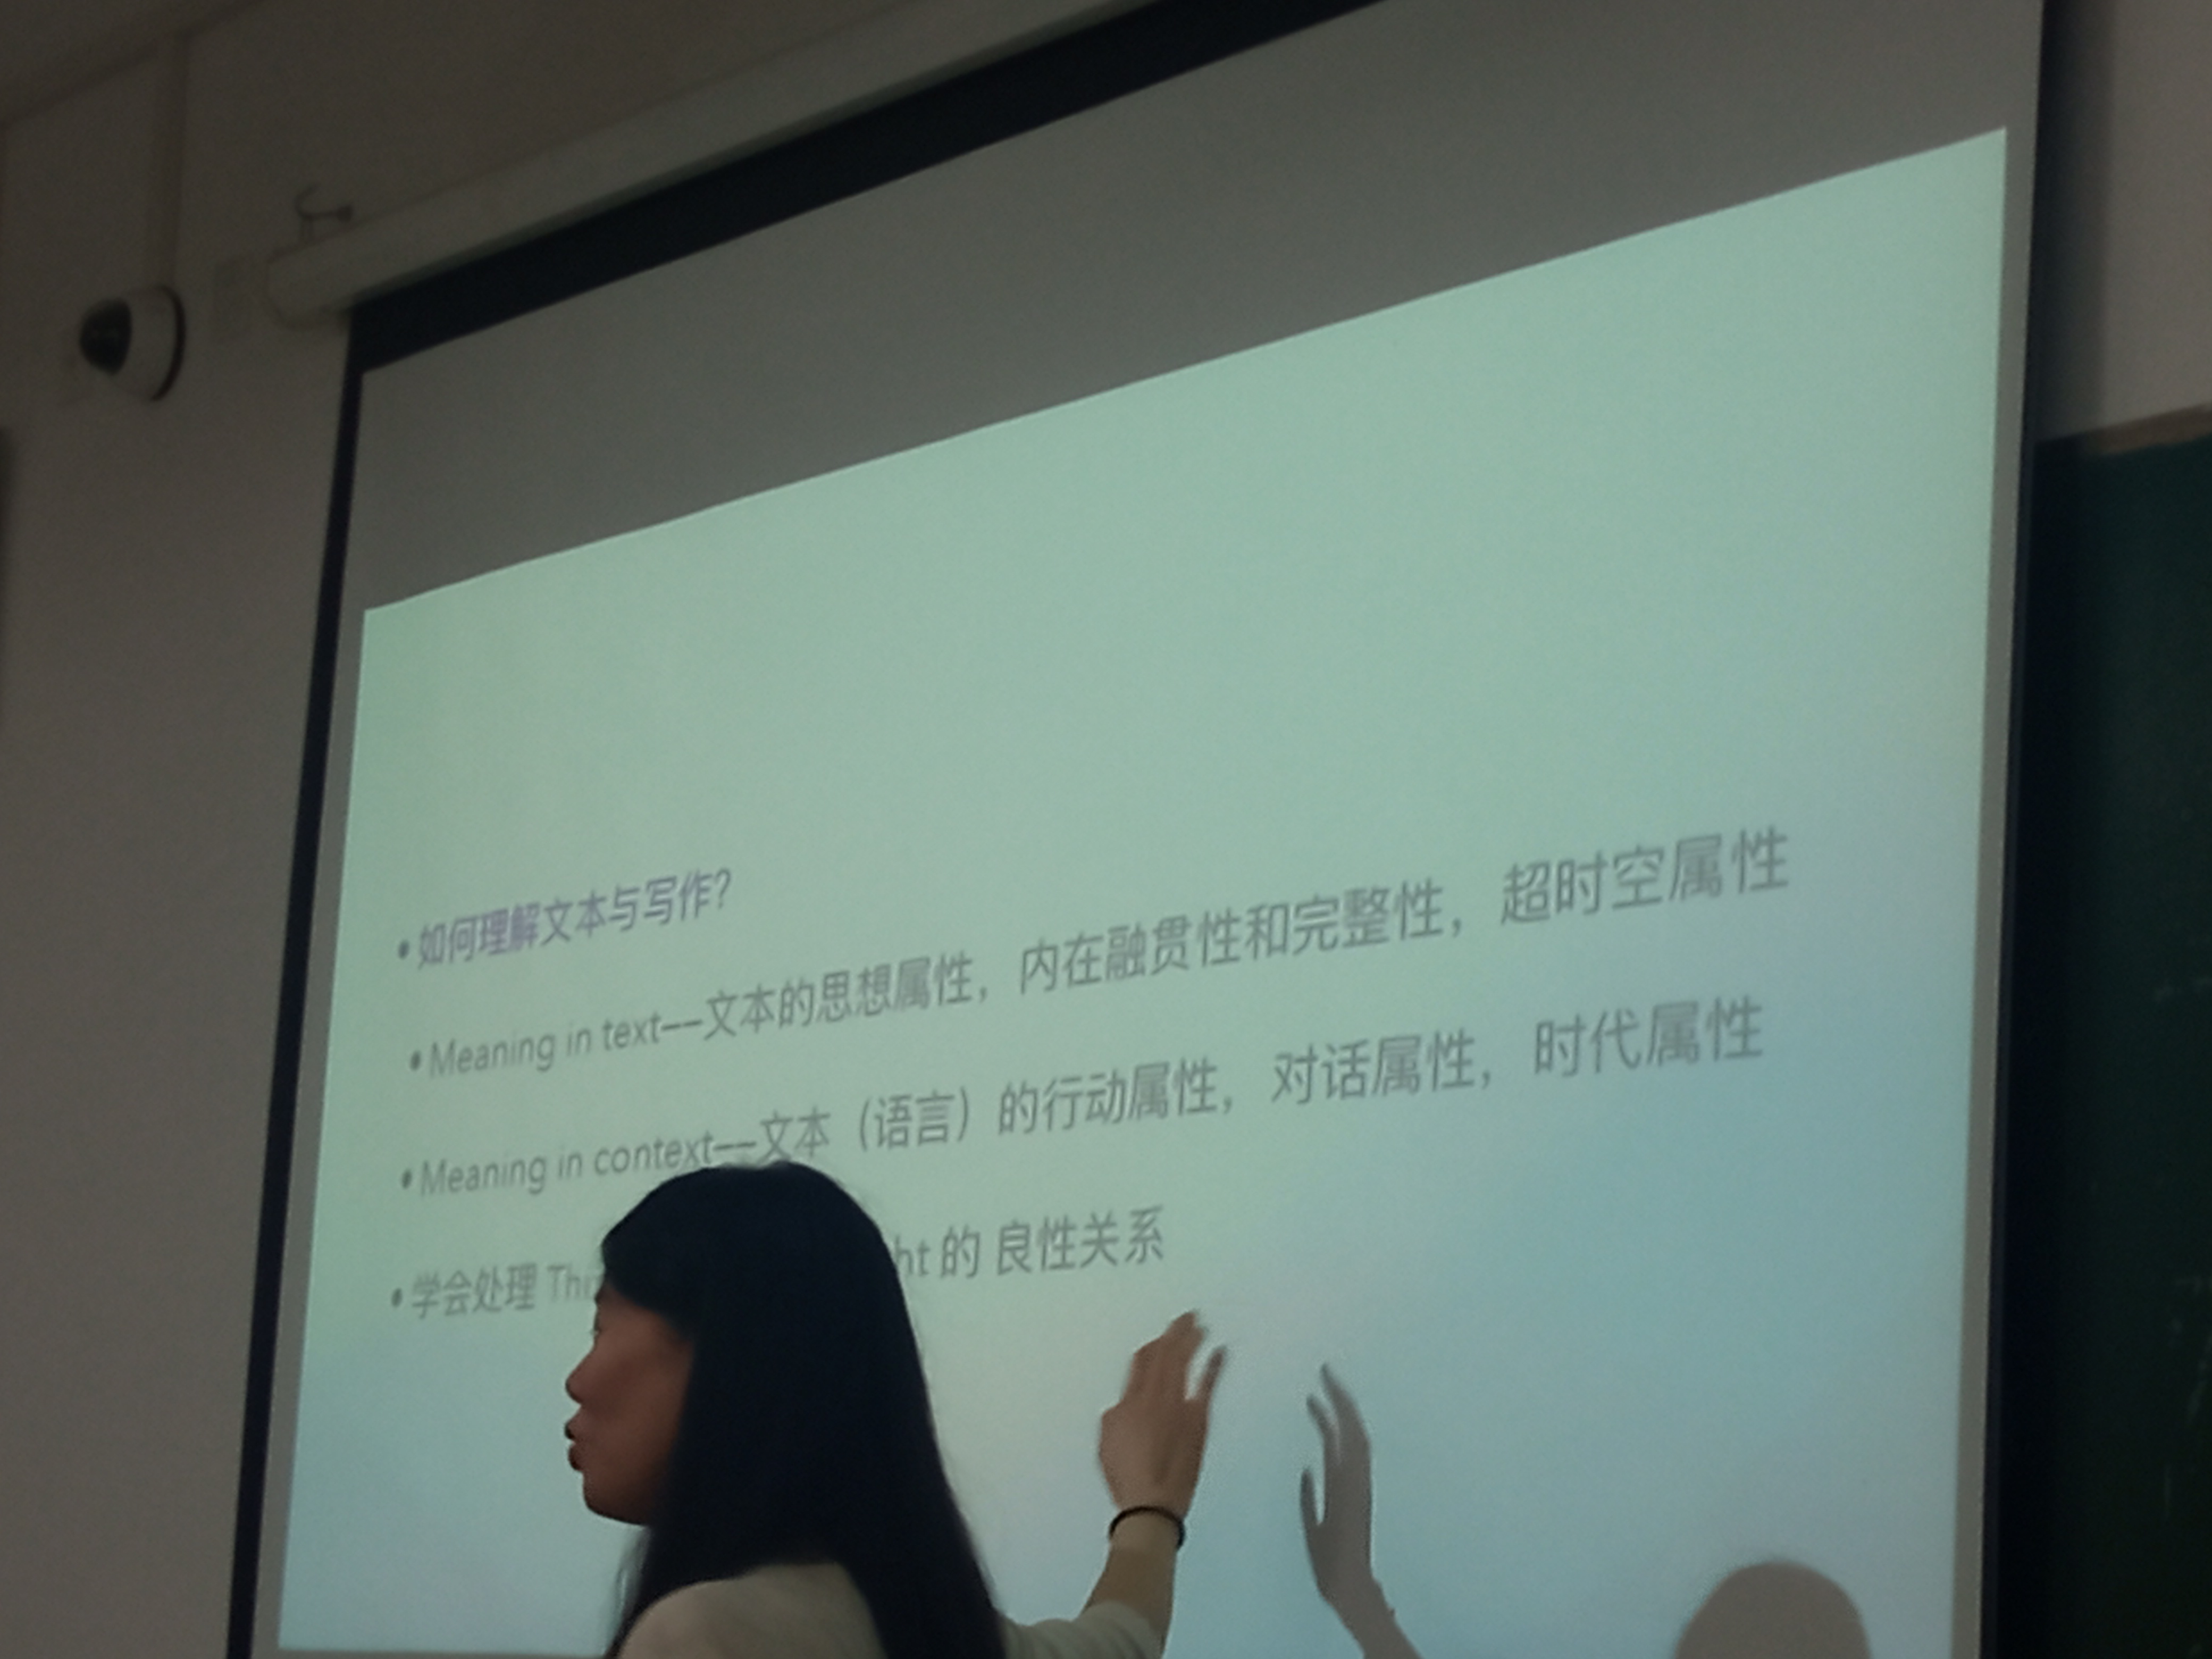 • 如何理解文本与写作?
• Meaning in text——文本的思想属性，内在融贯性和完整性，超时空属性
• Meaning in context——文本（语言）的行动属性，对话属性，时代属性
• 学会处理 的 良性关系